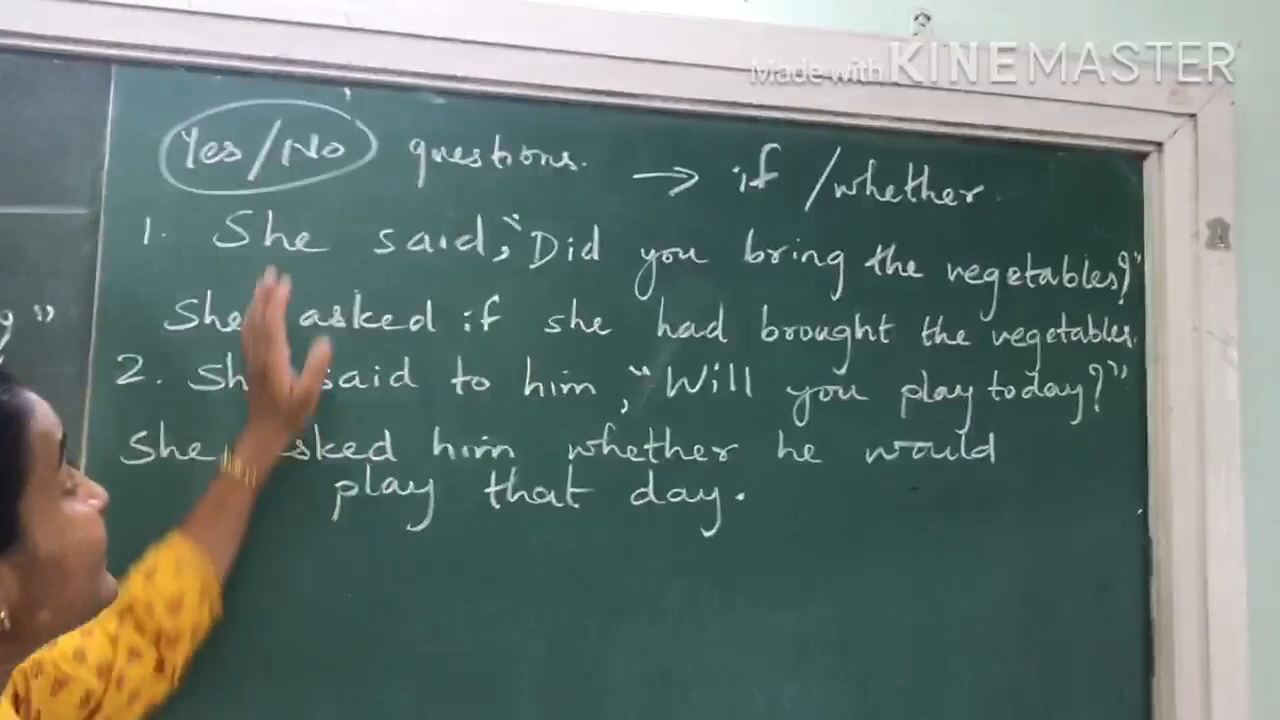 Made with KINEMASTER
Yes/No questions. → if /whether.
1. She said, "Did you bring the vegetables?"
She asked if she had brought the vegetables.
2. She said to him, "Will you play today?"
She asked him whether he would
play that day.
"